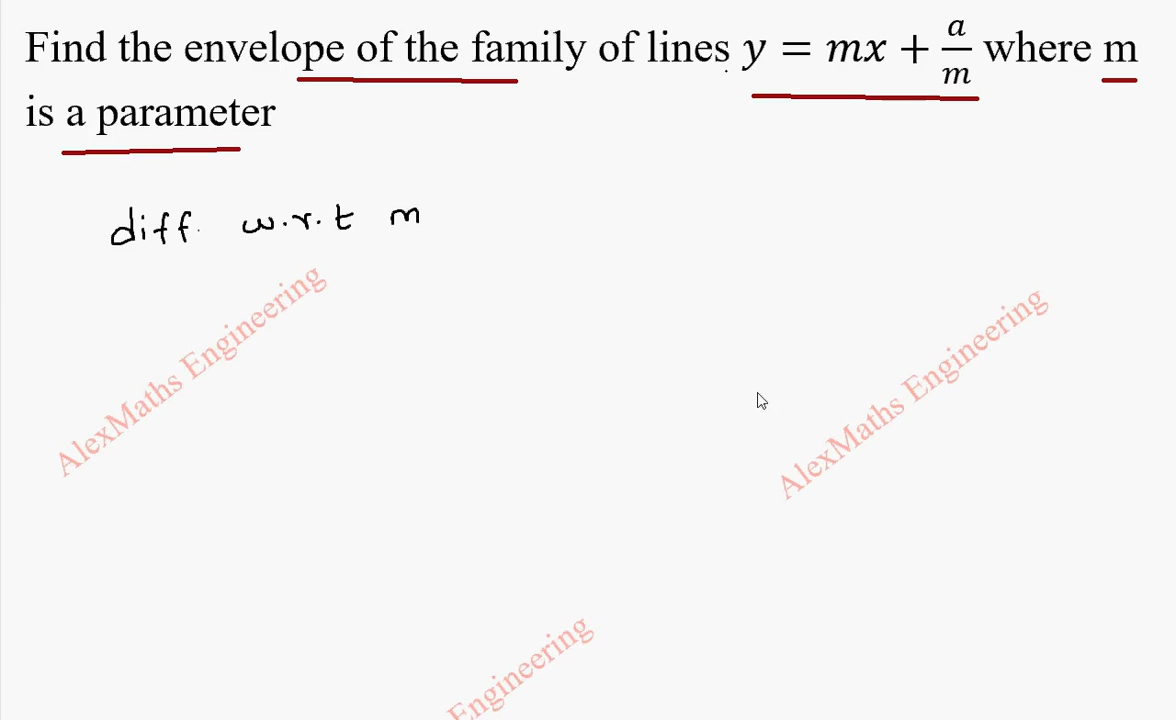 Find the envelope of the family of lines y = mx + a/m where m
is a parameter
diff. w.r.t m
AlexMaths Engineering
AlexMaths Engineering
Engineering